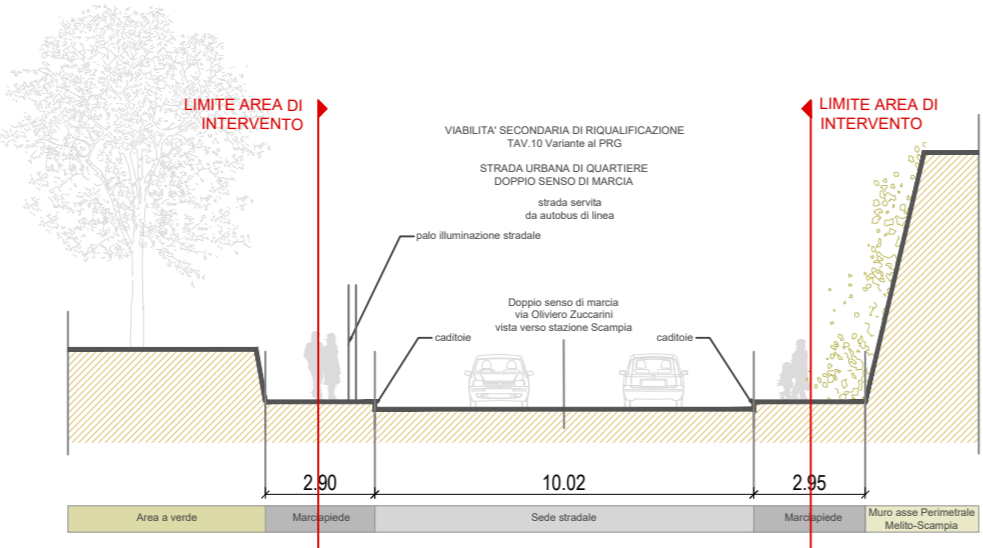 LIMITE AREA DI
INTERVENTO
LIMITE AREA DI
INTERVENTO
VIABILITA' SECONDARIA DI RIQUALIFICAZIONE
TAV.10 Variante al PRG
STRADA URBANA DI QUARTIERE
DOPPIO SENSO DI MARCIA
strada servita
da autobus di linea
palo illuminazione stradale
Doppio senso di marcia
via Oliviero Zuccarini
vista verso stazione Scampia
caditoie
caditoie
2.90
10.02
2.95
Area a verde
Marciapiede
Sede stradale
Marciapiede
Muro asse Perimetrale
Melito-Scampia